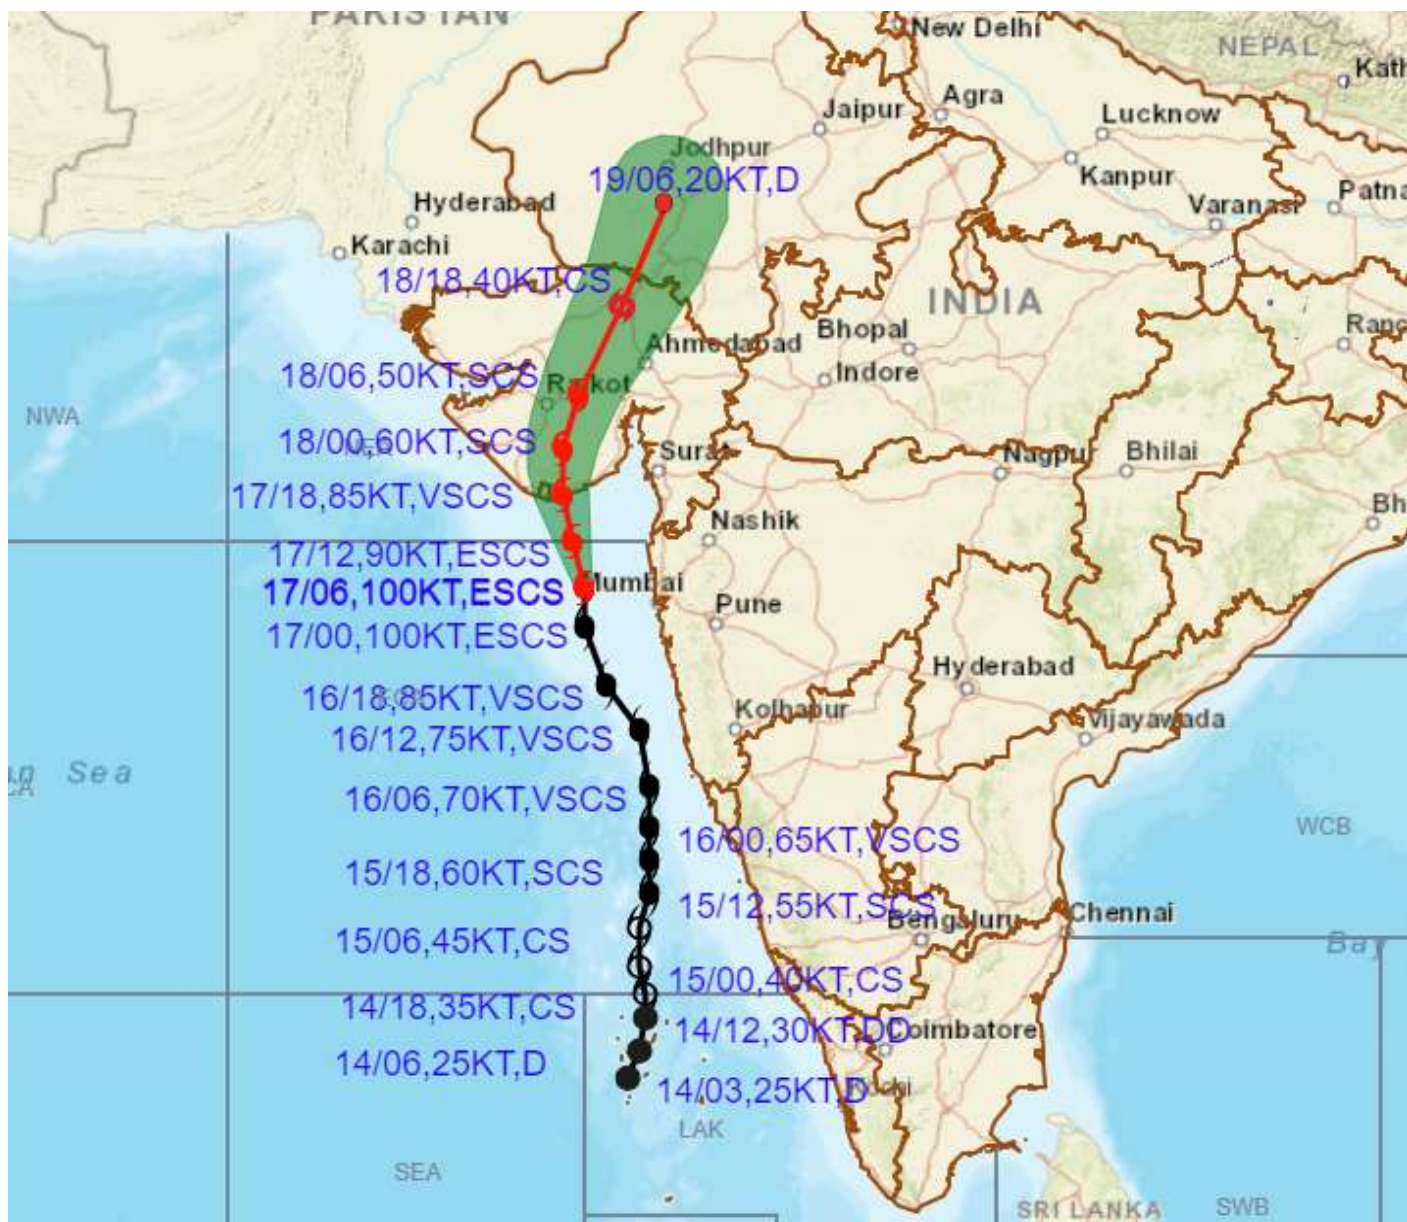 PAKISTAN
New Delhi
NEPAL
Kath
Jaipur
Agra
Lucknow
Jodhpur
19/06,20KT,D
Kanpur
Hyderabad
Varanasi
Patna
Karachi
18/18,40KT,CS
INDIA
Bhopal
Ranc
Ahmedabad
Indore
18/06,50KT,SCS
Rajkot
NWA
18/00,60KT,SCS
Surat
Nagpur
Bhilai
17/18,85KT,VSCS
Nashik
Bh
17/12,90KT,ESCS
Mumbai
17/06,100KT,ESCS
Pune
17/00,100KT,ESCS
Hyderabad
16/18,85KT,VSCS
Kolhapur
Vijayawada
16/12,75KT,VSCS
an Sea
CA
16/06,70KT,VSCS
WCB
16/00,65KT,VSCS
15/18,60KT,SCS
15/12,55KT,SCS
Bengaluru
Chennai
15/06,45KT,CS
Bay
15/00,40KT,CS
14/18,35KT,CS
14/12,30KT,DD
Coimbatore
14/06,25KT,D
14/03,25KT,D
Kochi
LAK
SEA
SRI LANKA
SWB